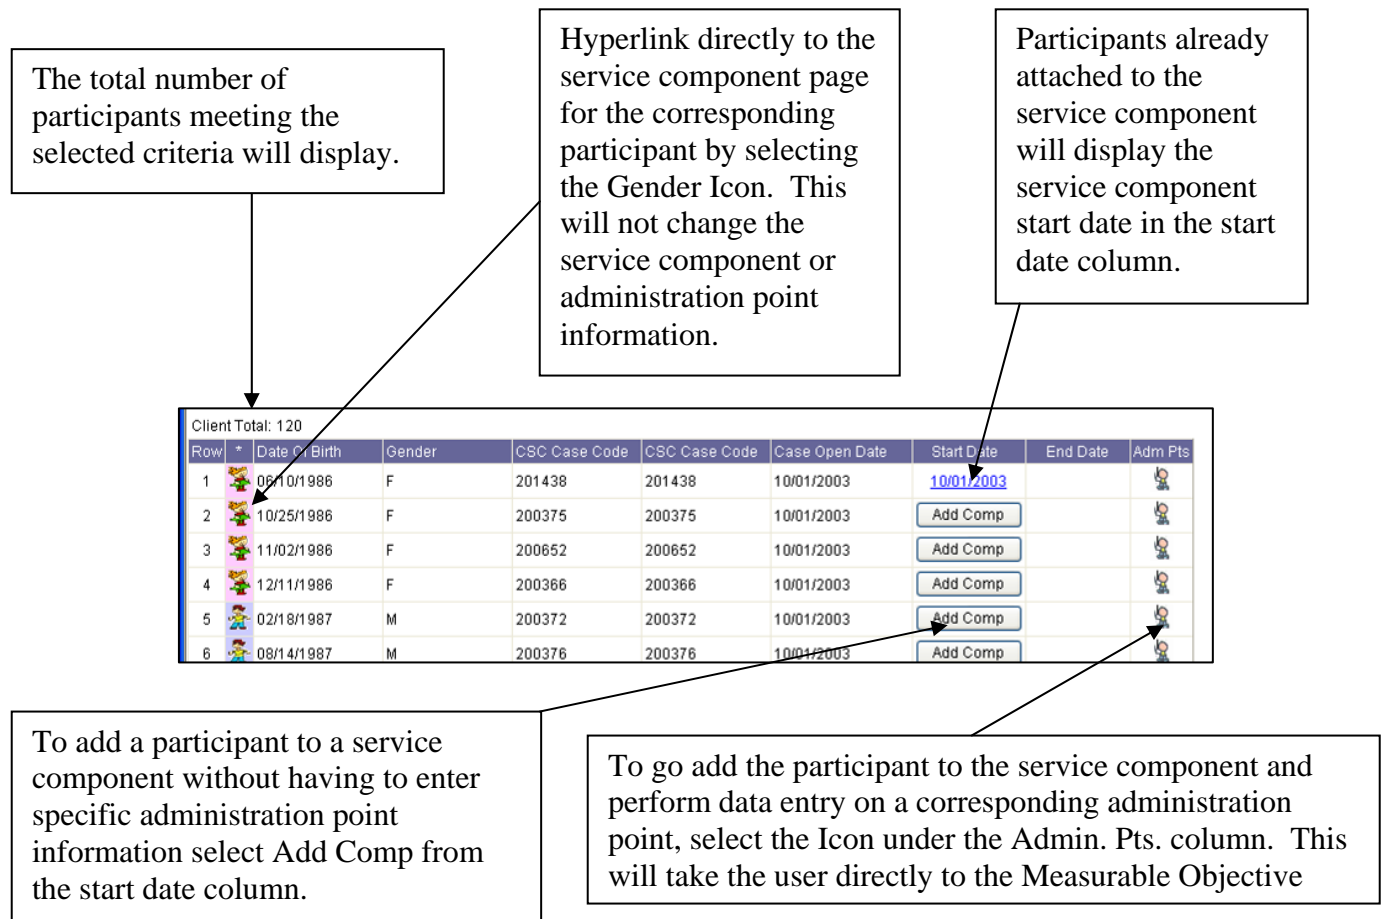 The total number of
participants meeting the
selected criteria will display.
Hyperlink directly to the
service component page
for the corresponding
participant by selecting
the Gender Icon.  This
will not change the
service component or
administration point
information.
Participants already
attached to the
service component
will display the
service component
start date in the start
date column.
Client Total: 120
Row * Date Of Birth Gender CSC Case Code CSC Case Code Case Open Date Start Date End Date Adm Pts
1 06/10/1986 F 201438 201438 10/01/2003 10/01/2003
2 10/25/1986 F 200375 200375 10/01/2003 Add Comp
3 11/02/1986 F 200652 200652 10/01/2003 Add Comp
4 12/11/1986 F 200366 200366 10/01/2003 Add Comp
5 02/18/1987 M 200372 200372 10/01/2003 Add Comp
6 08/14/1987 M 200376 200376 10/01/2003 Add Comp
To add a participant to a service
component without having to enter
specific administration point
information select Add Comp from
the start date column.
To go add the participant to the service component and
perform data entry on a corresponding administration
point, select the Icon under the Admin. Pts. column.  This
will take the user directly to the Measurable Objective